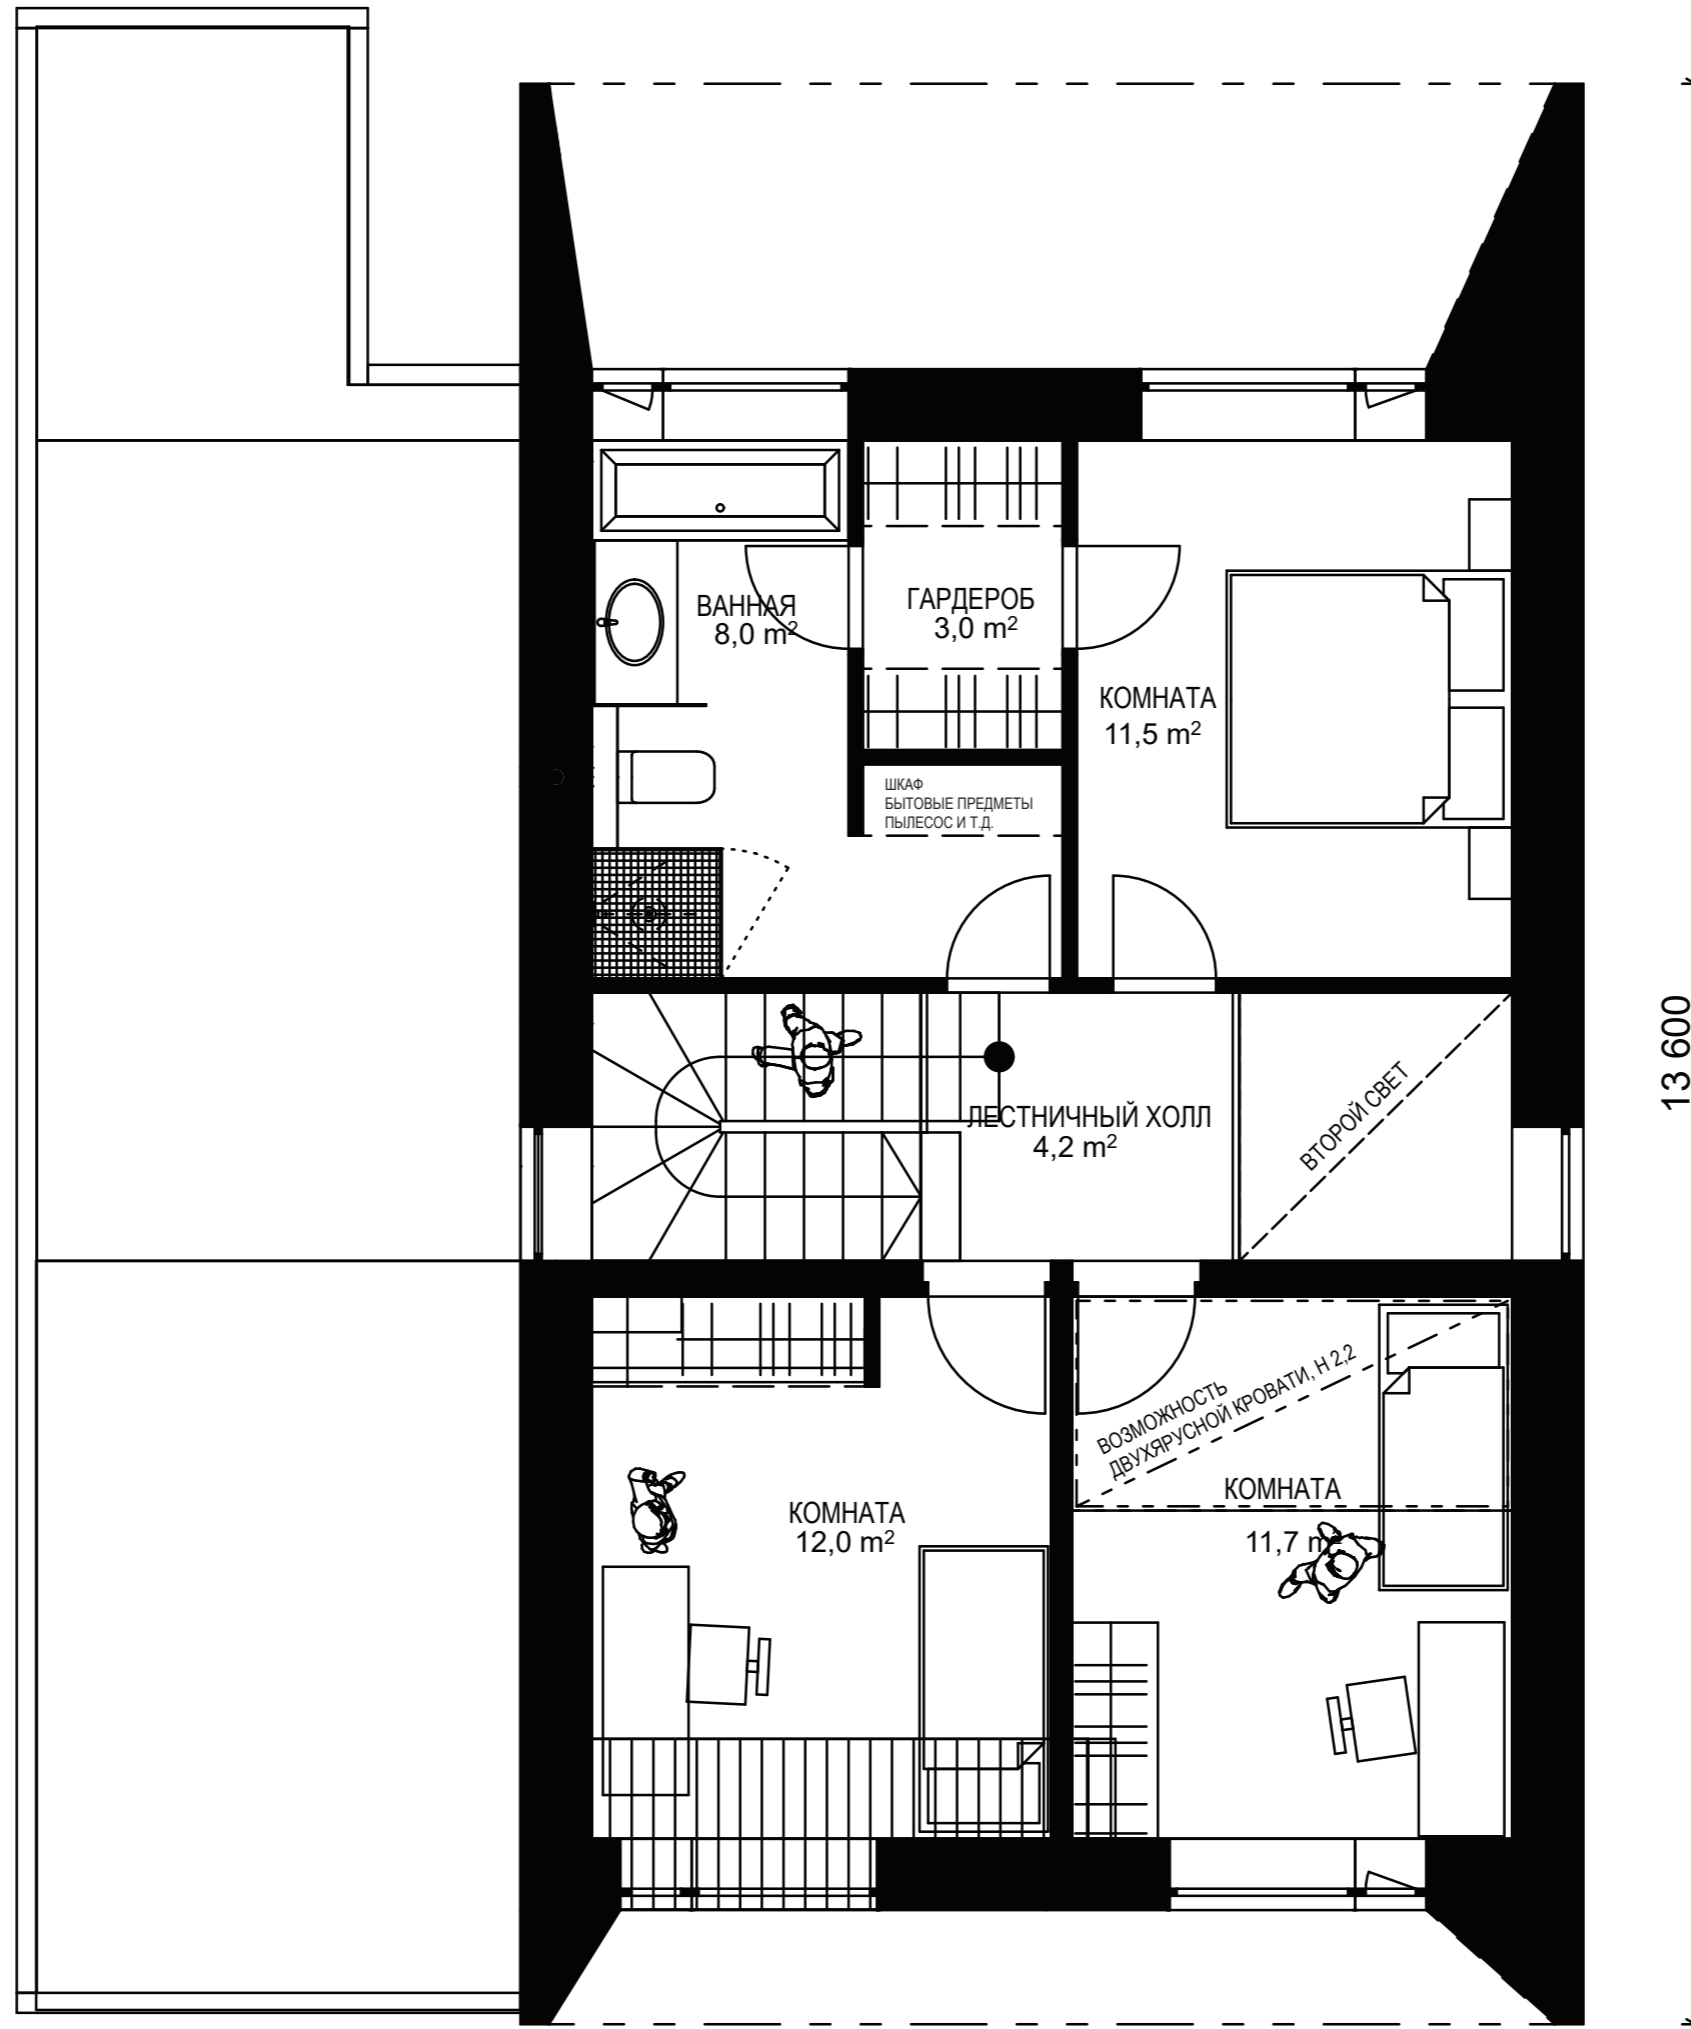 ВАННАЯ
8,0 m²
ГАРДЕРОБ
3,0 m²
КОМНАТА
11,5 m²
ШКАФ
БЫТОВЫЕ ПРЕДМЕТЫ
ПЫЛЕСОС И Т.Д.
13 600
ЛЕСТНИЧНЫЙ ХОЛЛ
4,2 m²
ВТОРОЙ СВЕТ
ВОЗМОЖНОСТЬ
ДВУХЯРУСНОЙ КРОВАТИ, Н 2,2
КОМНАТА
11,7 m²
КОМНАТА
12,0 m²